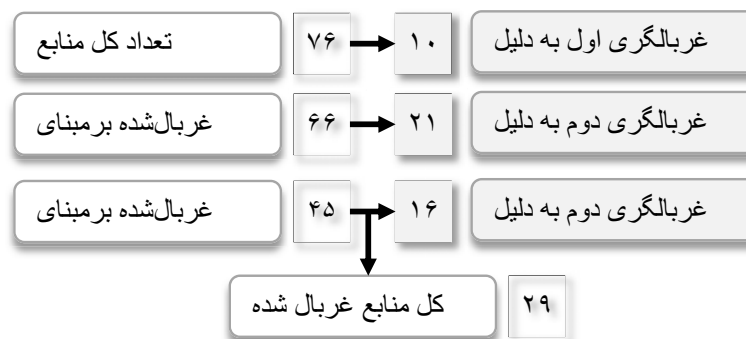 تعداد کل منابع ۷۶ ۱۰ غربالگری اول به دلیل
غربال‌شده برمبنای ۶۶ ۲۱ غربالگری دوم به دلیل
غربال‌شده برمبنای ۴۵ ۱۶ غربالگری دوم به دلیل
کل منابع غربال شده ۲۹